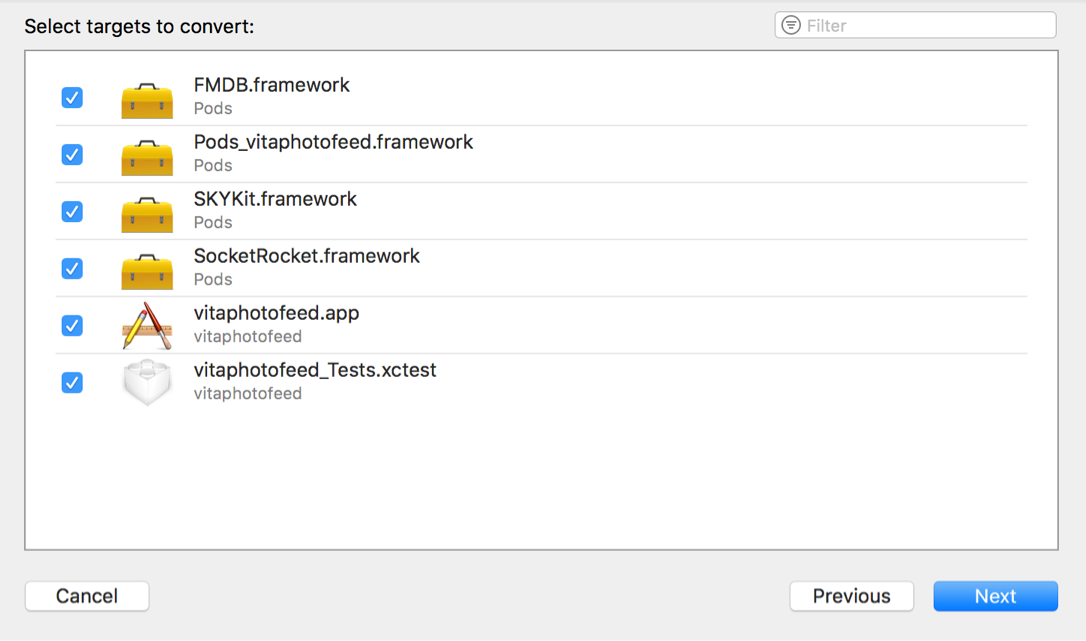 Select targets to convert:
Filter
FMDB.framework
Pods
Pods_vitaphotofeed.framework
Pods
SKYKit.framework
Pods
SocketRocket.framework
Pods
vitaphotofeed.app
vitaphotofeed
vitaphotofeed_Tests.xctest
vitaphotofeed
Cancel
Previous
Next